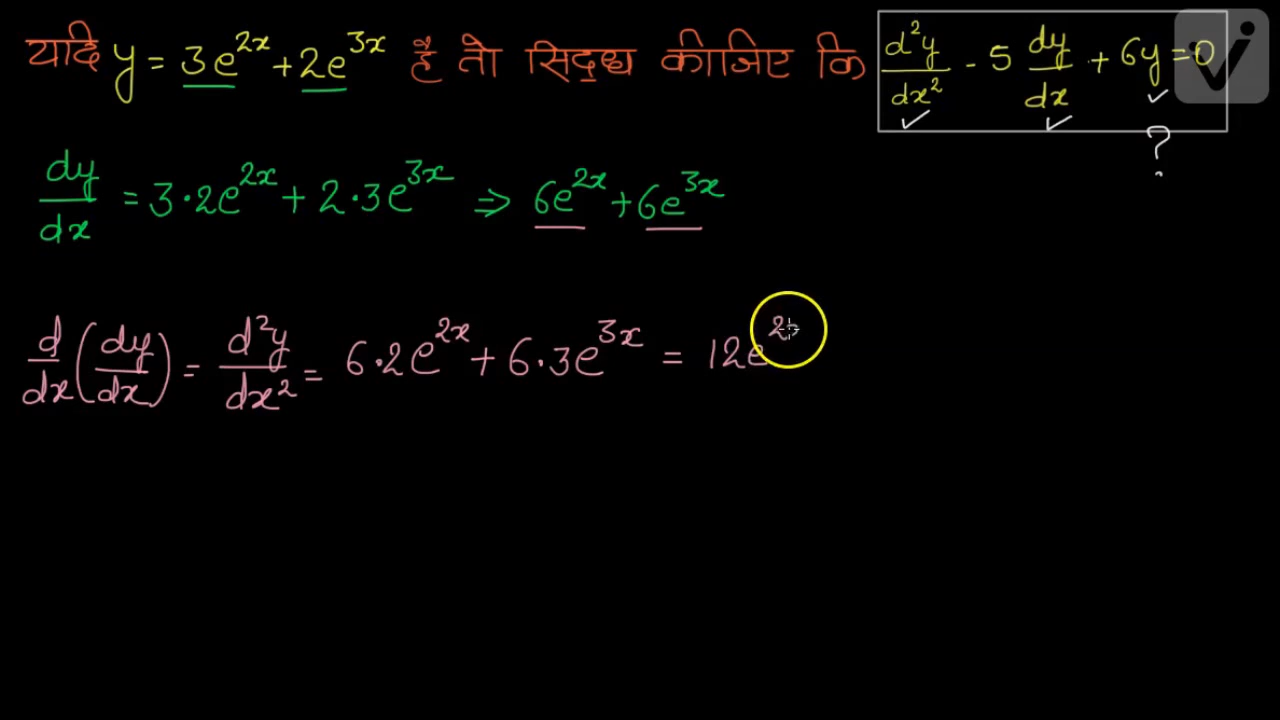 यदि y = 3e^{2x} + 2e^{3x} है तो सिद्ध कीजिए कि d²y/dx² - 5 dy/dx + 6y = 0
?
dy/dx = 3·2e^{2x} + 2·3e^{3x} ⇒ 6e^{2x} + 6e^{3x}
d/dx (dy/dx) = d²y/dx² = 6·2e^{2x} + 6·3e^{3x} = 12e^{2x}